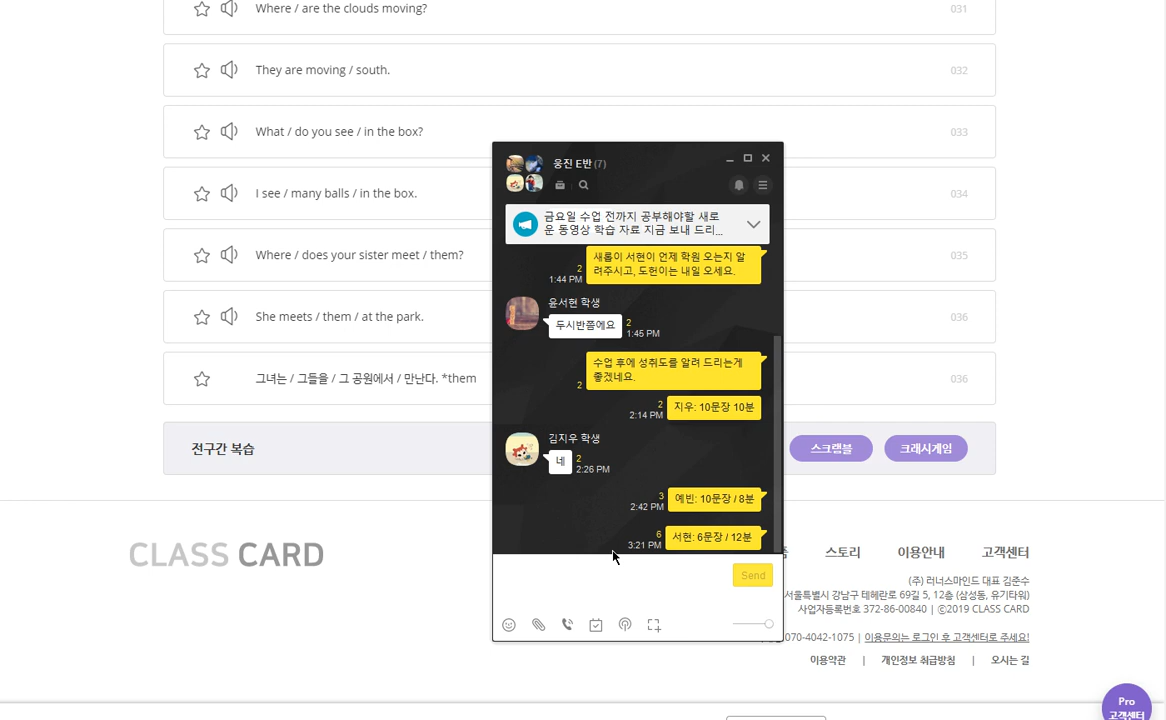 Where / are the clouds moving?
031
They are moving / south.
032
What / do you see / in the box?
033
I see / many balls / in the box.
034
Where / does your sister meet / them?
035
She meets / them / at the park.
036
그녀는 / 그들을 / 그 공원에서 / 만난다. *them
036
전구간 복습
스크램블
크래시게임
웅진 E반 (7)
금요일 수업 전까지 공부해야할 새로
운 동영상 학습 자료 지금 보내 드리...
새롬이 서현이 언제 학원 오는지 알
려주시고, 도헌이는 내일 오세요.
2
1:44 PM
윤서현 학생
두시반쯤에요
2
1:45 PM
수업 후에 성취도를 알려 드리는게
좋겠네요.
2
지우: 10문장 10분
2
2:14 PM
김지우 학생
네
2
2:26 PM
예빈: 10문장 / 8분
3
2:42 PM
서현: 6문장 / 12분
6
3:21 PM
Send
CLASS CARD
스토리
이용안내
고객센터
(주) 러너스마인드 대표 김준수
서울특별시 강남구 테헤란로 69길 5, 12층 (삼성동, 유기타워)
사업자등록번호 372-86-00840 | ⓒ2019 CLASS CARD
070-4042-1075 | 이용문의는 로그인 후 고객센터로 주세요!
이용약관 | 개인정보 취급방침 | 오시는 길
Pro
고객센터